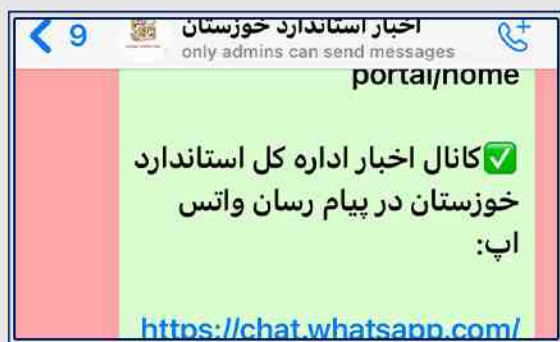 9
اخبار استاندارد خوزستان
only admins can send messages
portal/home
✅کانال اخبار اداره کل استاندارد
خوزستان در پیام رسان واتس
اپ:
https://chat.whatsapp.com/